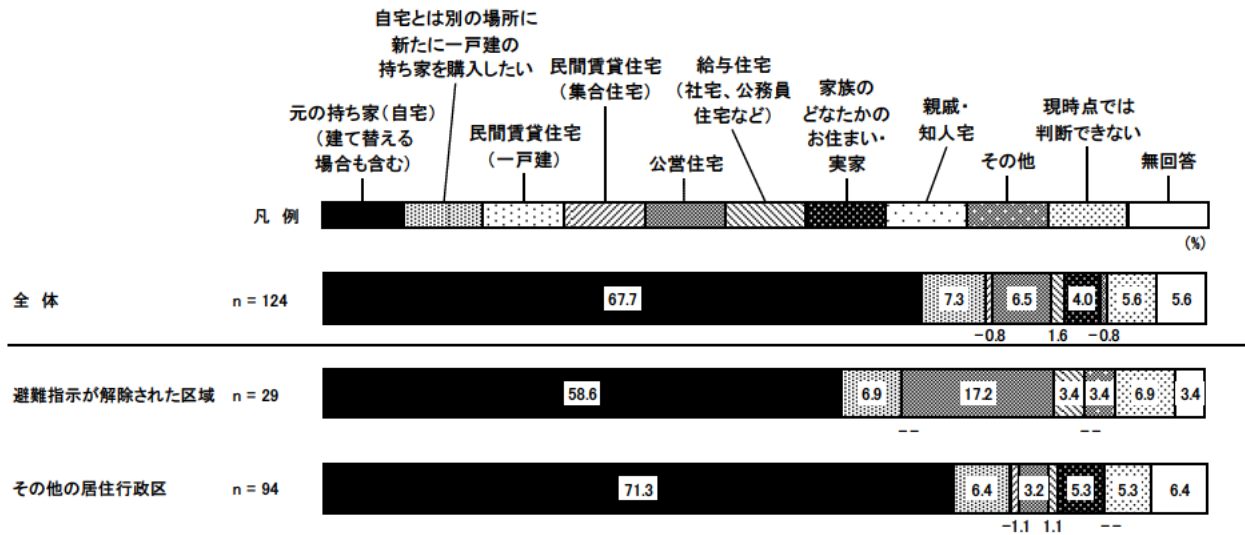 自宅とは別の場所に
新たに一戸建の
持ち家を購入したい
元の持ち家(自宅)
(建て替える
場合も含む)
民間賃貸住宅
(一戸建)
民間賃貸住宅
(集合住宅)
公営住宅
給与住宅
(社宅、公務員
住宅など)
家族の
どなたかの
お住まい・
実家
親戚・
知人宅
その他
現時点では
判断できない
無回答
凡 例
(%)
全 体 n = 124 67.7 7.3 6.5 4.0 5.6 5.6
-0.8 1.6 -0.8
避難指示が解除された区域 n = 29 58.6 6.9 17.2 3.4 3.4 6.9 3.4
-- --
その他の居住行政区 n = 94 71.3 6.4 3.2 5.3 5.3 6.4
-1.1 1.1 --